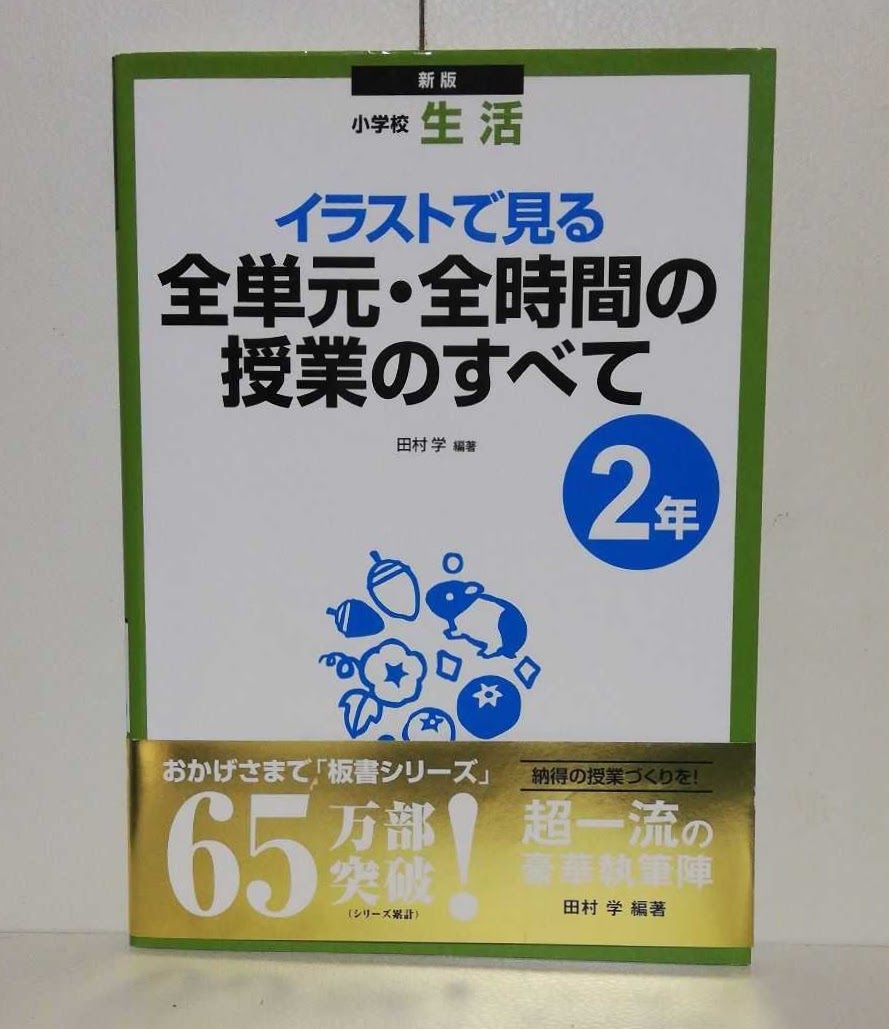 新版
小学校 生活
イラストで見る
全単元・全時間の
授業のすべて
田村 学 編著
2年
おかげさまで「板書シリーズ」
65万部
突破!
(シリーズ累計)
納得の授業づくりを!
超一流の
豪華執筆陣
田村 学 編著